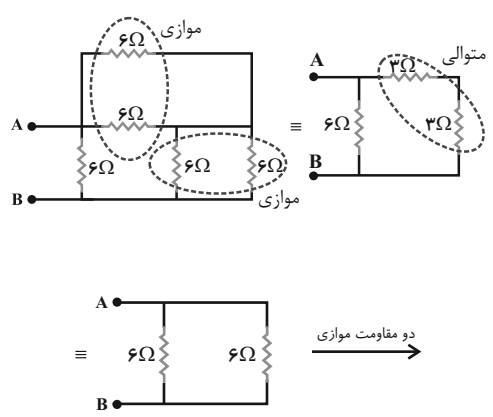 موازی
۶Ω
A ۶Ω
۶Ω ۶Ω ۶Ω
B
موازی
≡
متوالی
A ۳Ω
۶Ω ۳Ω
B
≡
A
۶Ω ۶Ω
B
دو مقاومت موازی